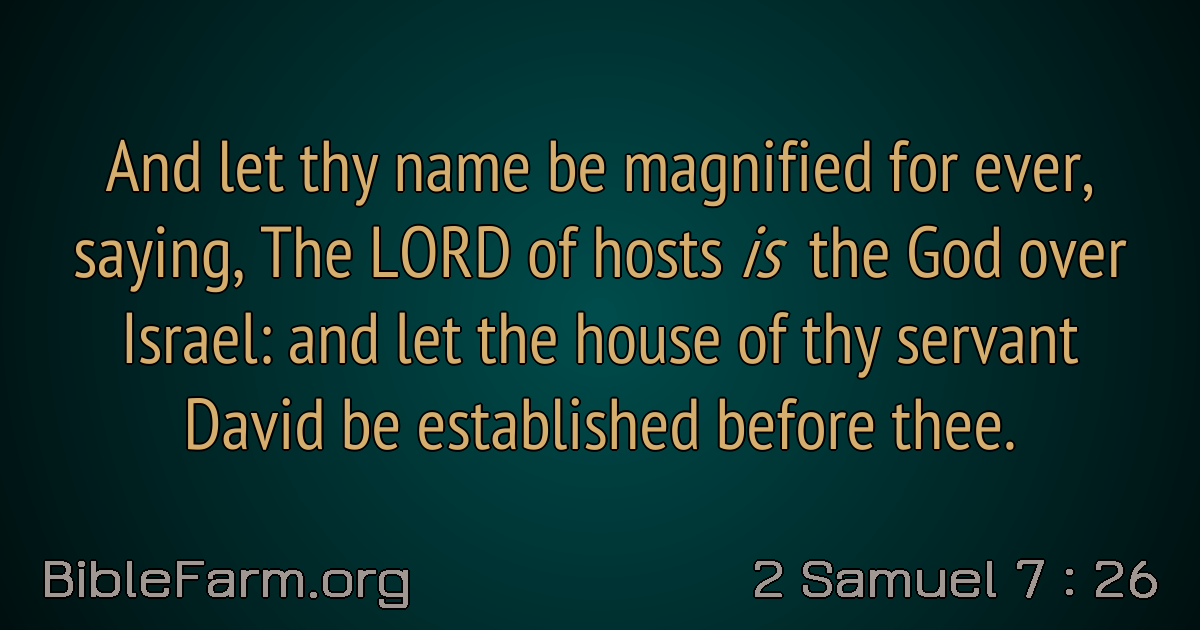 And let thy name be magnified for ever,
saying, The LORD of hosts is the God over
Israel: and let the house of thy servant
David be established before thee.
BibleFarm.org
2 Samuel 7 : 26